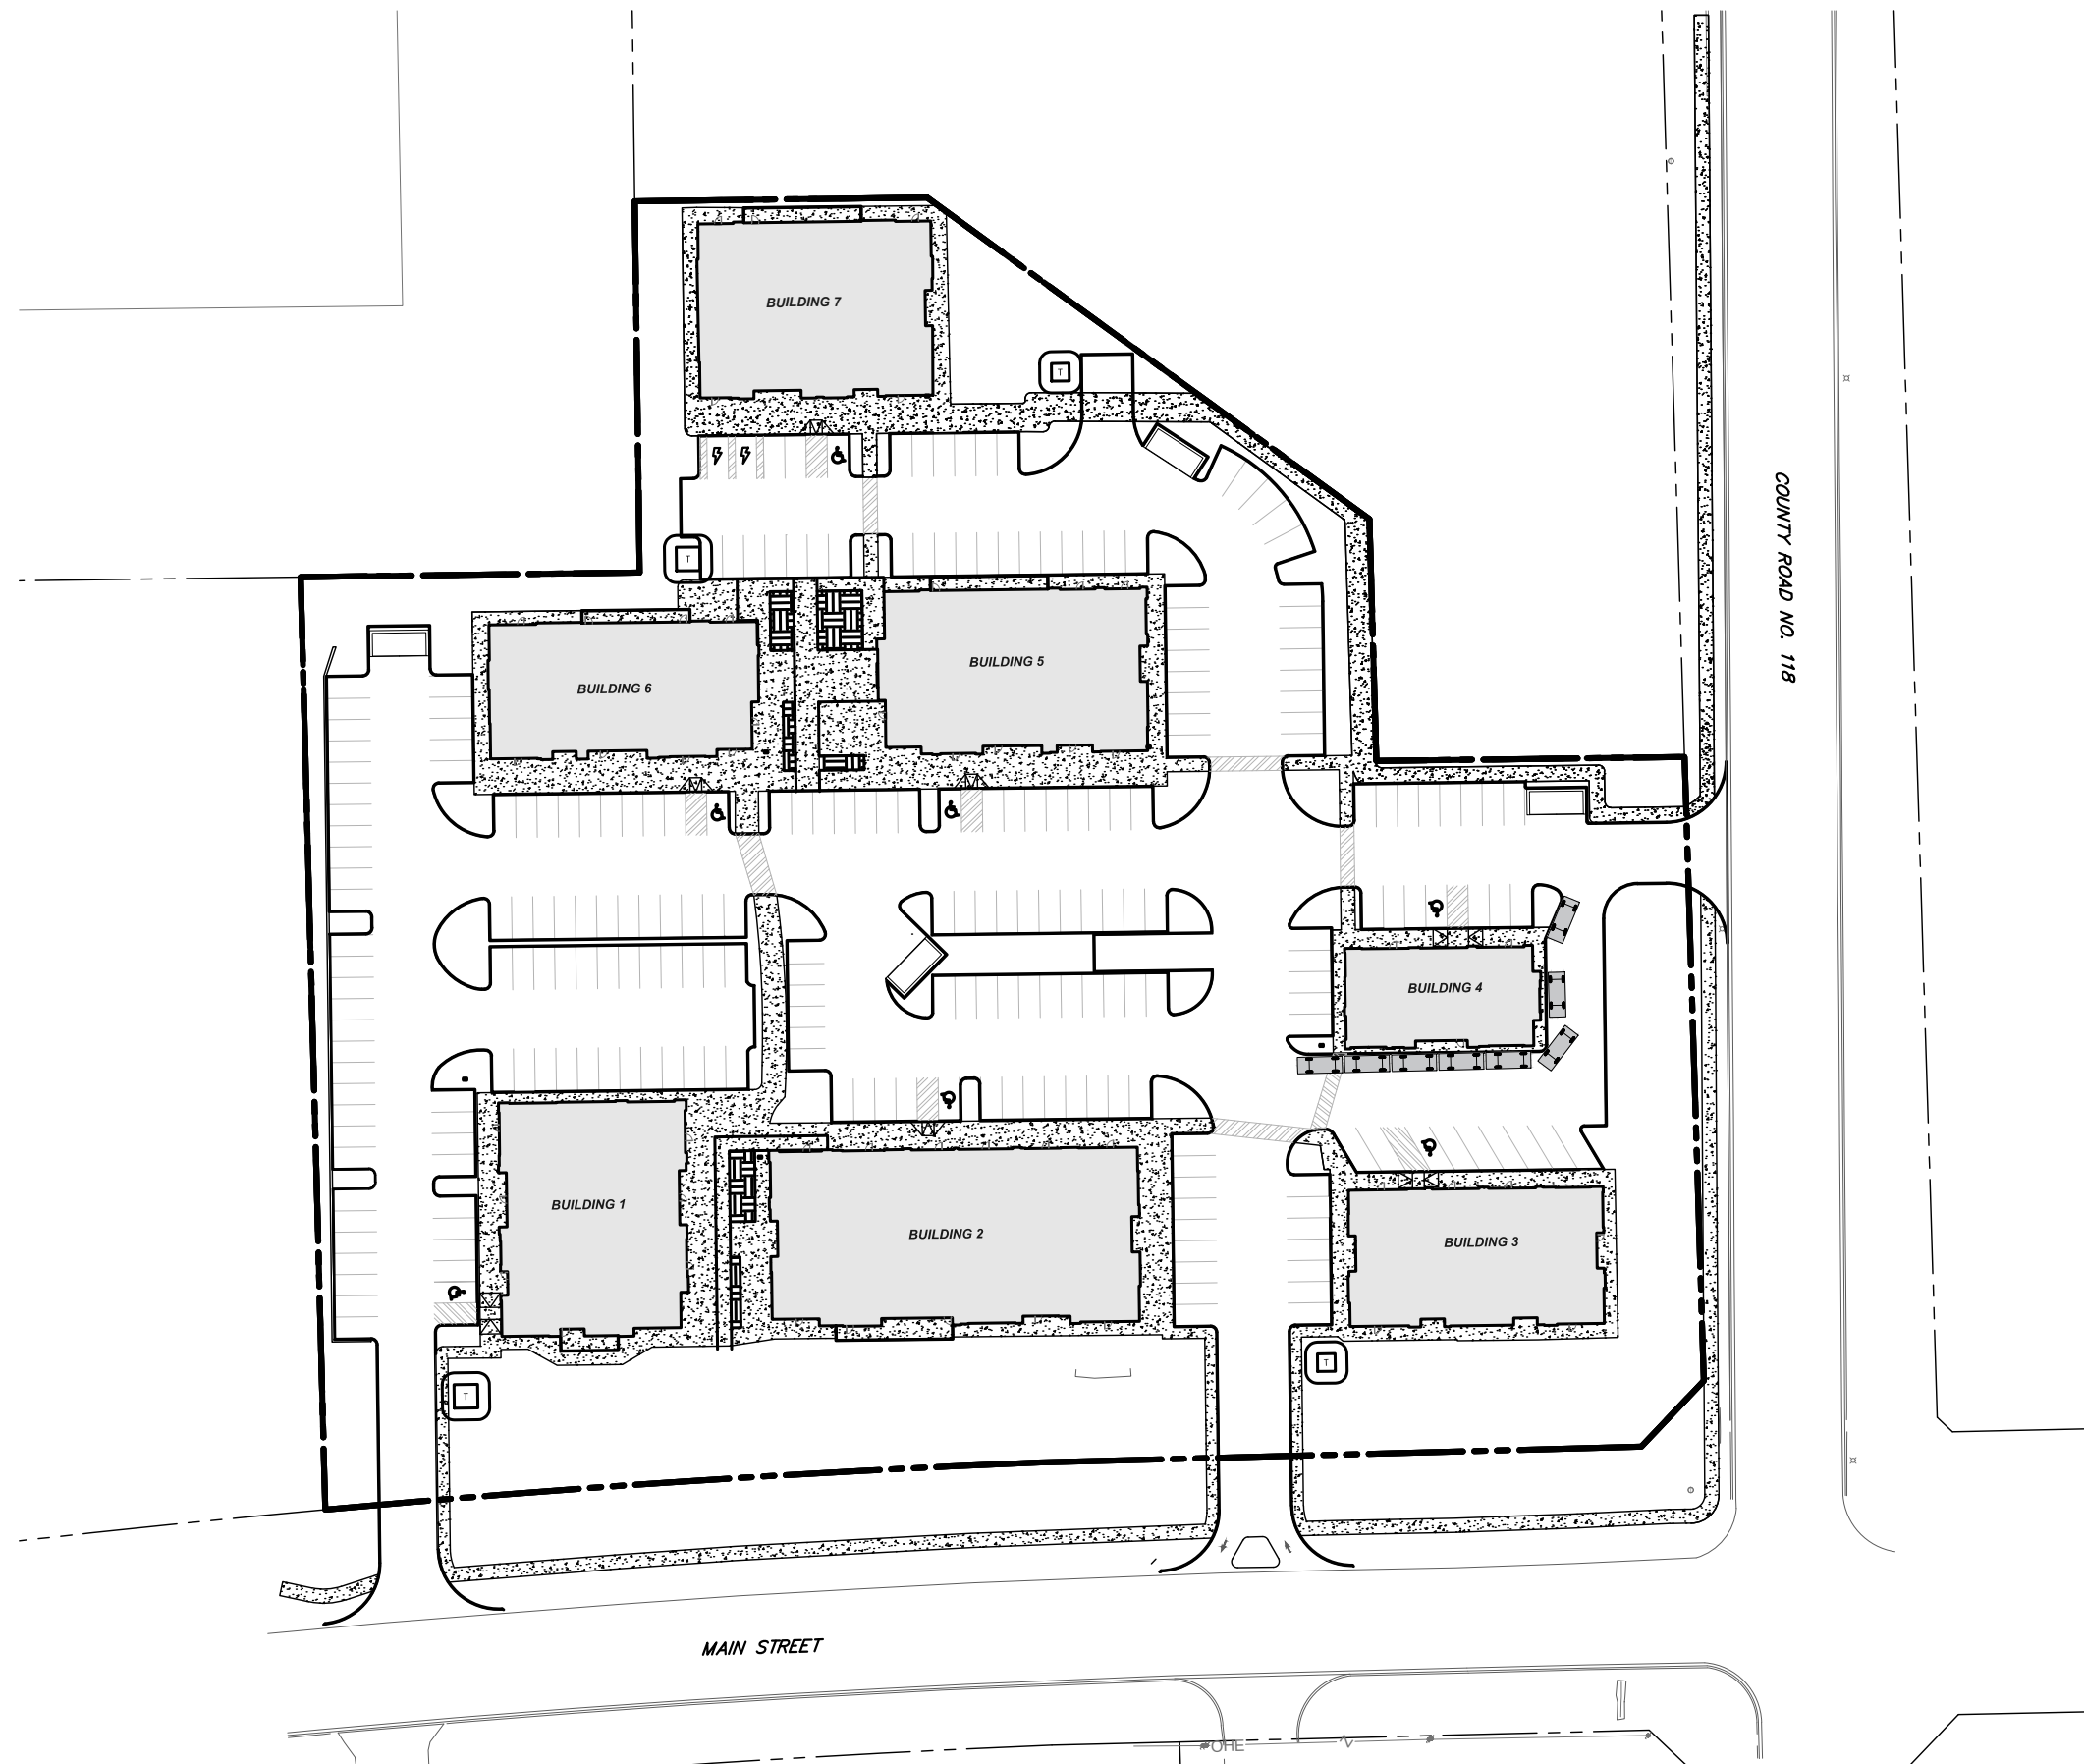 BUILDING 7
T
COUNTY ROAD NO. 118
T
BUILDING 5
BUILDING 6
BUILDING 4
BUILDING 1
BUILDING 2
BUILDING 3
T
T
MAIN STREET
OHE